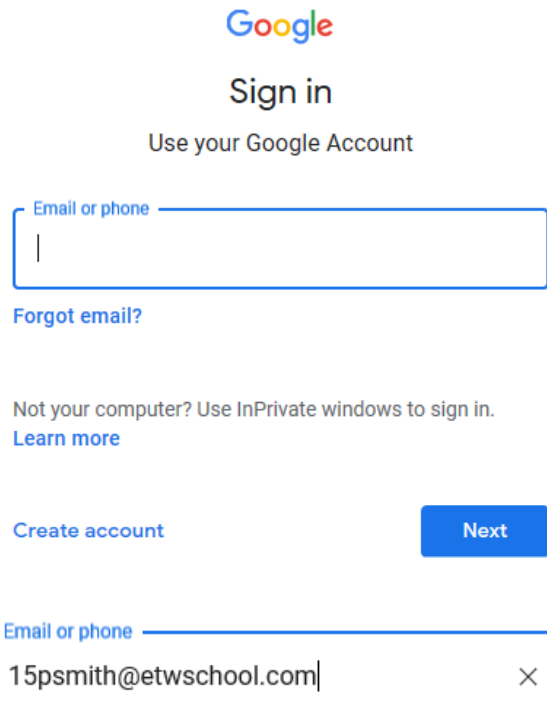 Google
Sign in
Use your Google Account
Email or phone
Forgot email?
Not your computer? Use InPrivate windows to sign in.
Learn more
Create account
Next
Email or phone
15psmith@etwschool.com